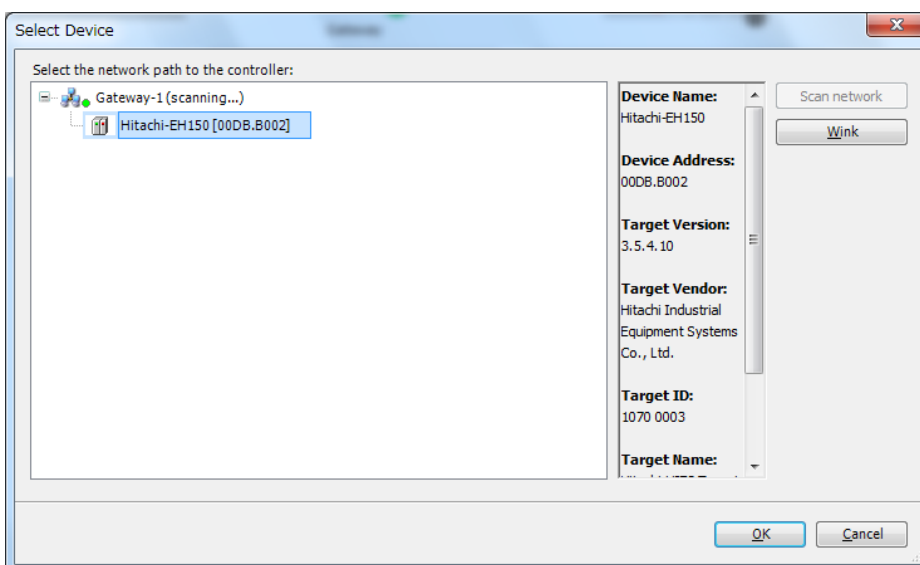 Select Device
Select the network path to the controller:
Gateway-1 (scanning...)
Hitachi-EH150 [00DB.B002]
Device Name:
Hitachi-EH150
Device Address:
00DB.B002
Target Version:
3.5.4.10
Target Vendor:
Hitachi Industrial
Equipment Systems
Co., Ltd.
Target ID:
1070 0003
Target Name:
Scan network
Wink
OK
Cancel